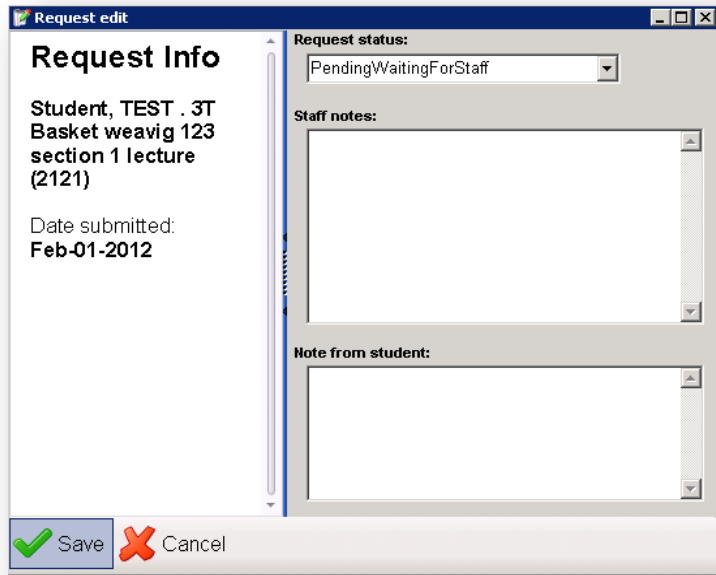 Request edit
Request Info
Student, TEST . 3T
Basket weavig 123
section 1 lecture
(2121)
Date submitted:
Feb-01-2012
Request status:
PendingWaitingForStaff
Staff notes:
Note from student:
Save
Cancel